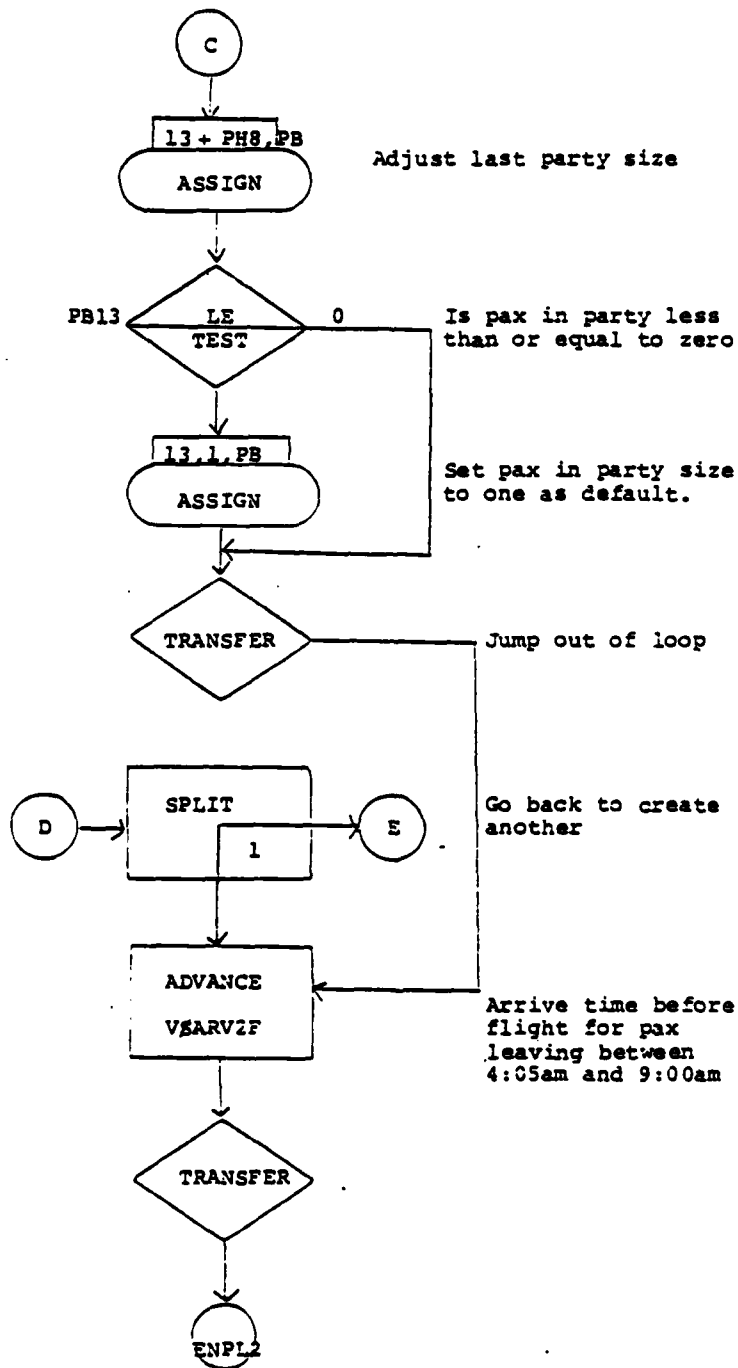 C
13 + PH8,PB
ASSIGN
Adjust last party size
PB13
LE
TEST
0
Is pax in party less
than or equal to zero
13,1,PB
ASSIGN
Set pax in party size
to one as default.
TRANSFER
Jump out of loop
D
SPLIT
1
E
Go back to create
another
ADVANCE
V$ARV2F
Arrive time before
flight for pax
leaving between
4:05am and 9:00am
TRANSFER
ENPL2